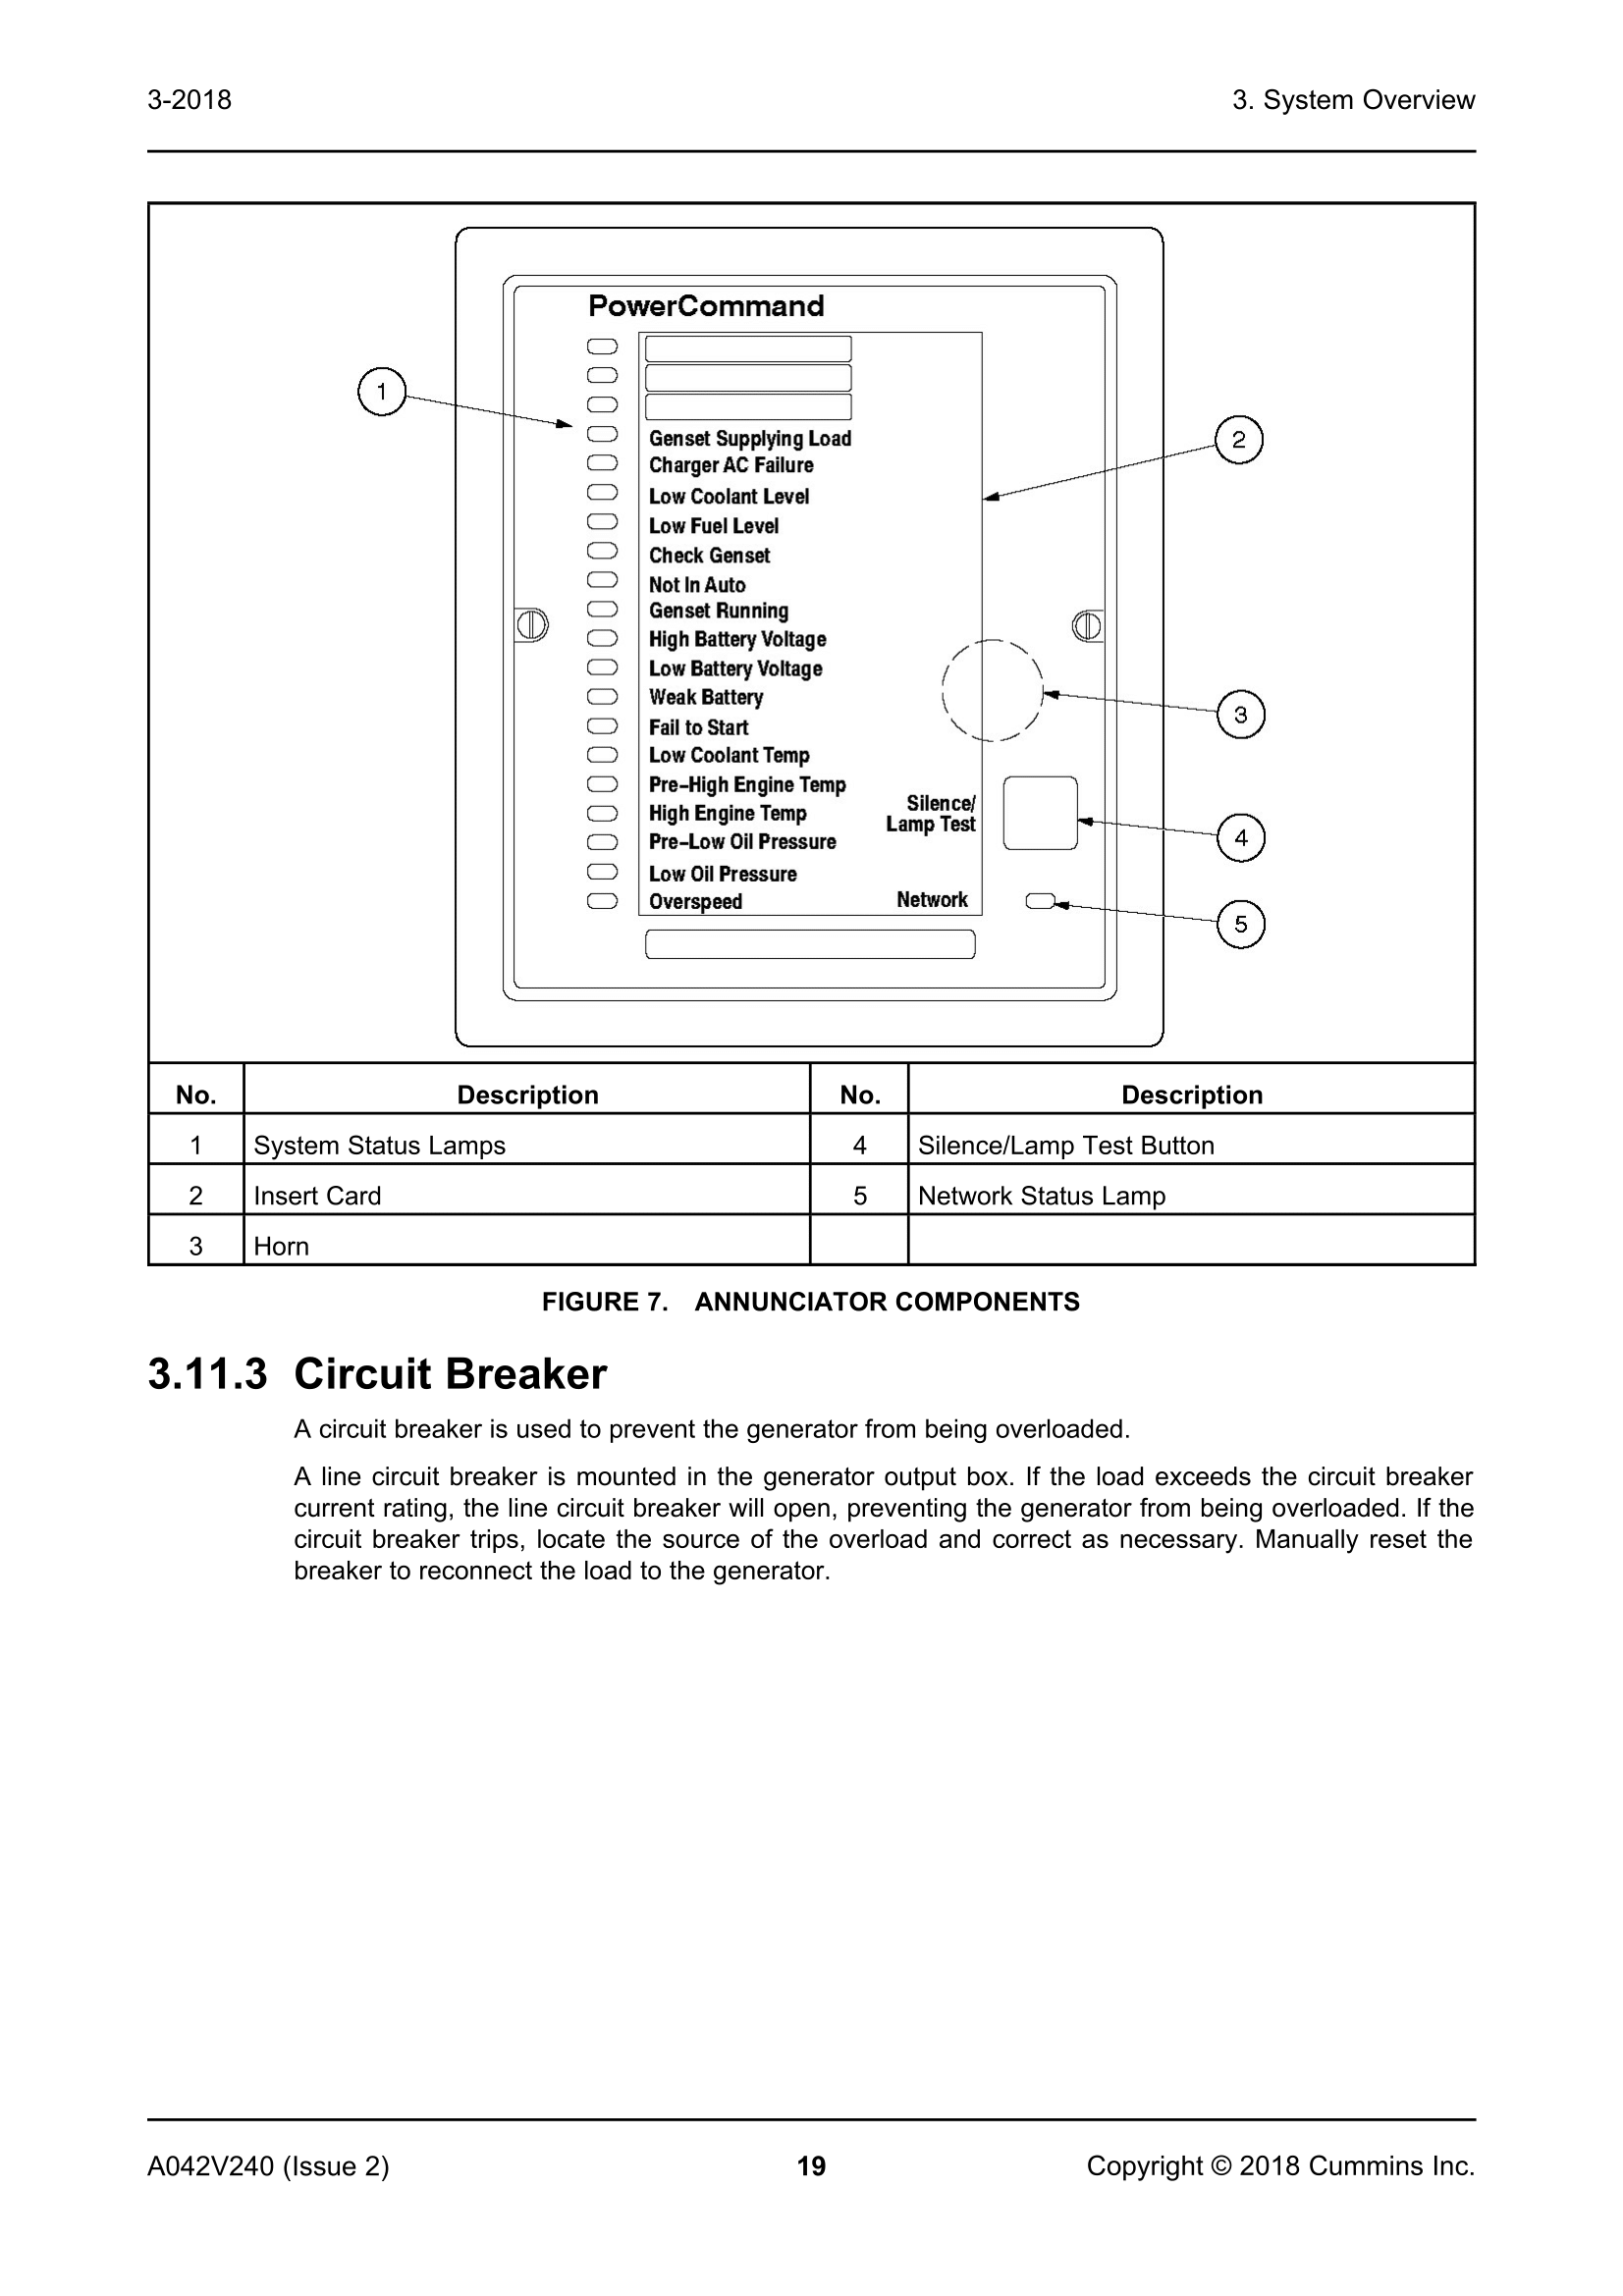 3-2018 3. System Overview
PowerCommand
1
Genset Supplying Load
2
Charger AC Failure
Low Coolant Level
Low Fuel Level
Check Genset
Not In Auto
Genset Running
High Battery Voltage
Low Battery Voltage
Weak Battery
3
Fail to Start
Low Coolant Temp
Pre-High Engine Temp
High Engine Temp
Silence/
Lamp Test
4
Pre-Low Oil Pressure
Low Oil Pressure
Overspeed Network
5
No. Description No. Description
1 System Status Lamps 4 Silence/Lamp Test Button
2 Insert Card 5 Network Status Lamp
3 Horn
FIGURE 7. ANNUNCIATOR COMPONENTS
3.11.3 Circuit Breaker
A circuit breaker is used to prevent the generator from being overloaded.
A line circuit breaker is mounted in the generator output box. If the load exceeds the circuit breaker
current rating, the line circuit breaker will open, preventing the generator from being overloaded. If the
circuit breaker trips, locate the source of the overload and correct as necessary. Manually reset the
breaker to reconnect the load to the generator.
A042V240 (Issue 2) 19 Copyright © 2018 Cummins Inc.